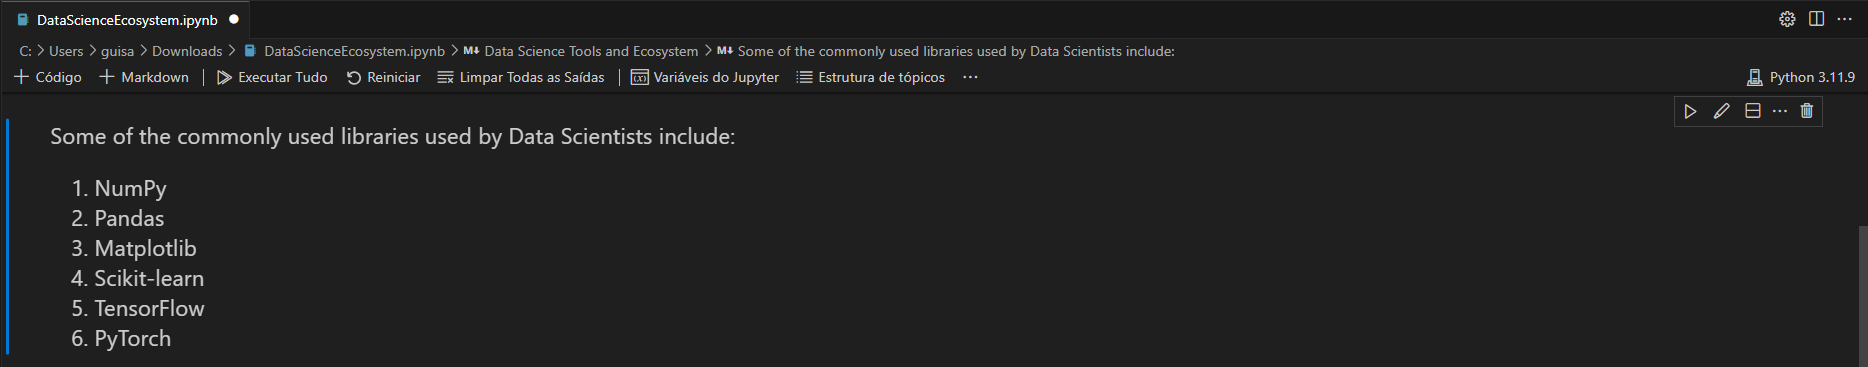 DataScienceEcosystem.ipynb
C: > Users > guisa > Downloads > DataScienceEcosystem.ipynb > M↓ Data Science Tools and Ecosystem > M↓ Some of the commonly used libraries used by Data Scientists include:
+ Código + Markdown | Executar Tudo Reiniciar Limpar Todas as Saídas | (x) Variáveis do Jupyter Estrutura de tópicos ··· Python 3.11.9
Some of the commonly used libraries used by Data Scientists include:
1. NumPy
2. Pandas
3. Matplotlib
4. Scikit-learn
5. TensorFlow
6. PyTorch